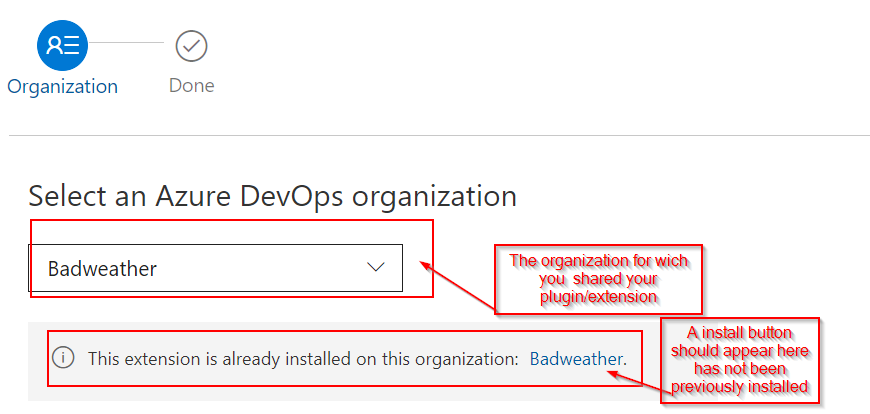 Organization
Done
Select an Azure DevOps organization
Badweather
The organization for wich
you shared your
plugin/extension
This extension is already installed on this organization: Badweather.
A install button
should appear here
has not been
previously installed